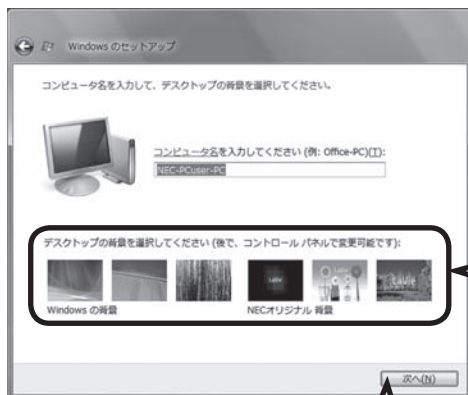 Windows のセットアップ
コンピュータ名を入力して、デスクトップの背景を選択してください。
コンピュータ名を入力してください (例: Office-PC)(T):
NEC-PCuser-PC
デスクトップの背景を選択してください (後で、コントロール パネルで変更可能です):
LaVie
LaVie
LaVie
Windows の背景
NECオリジナル 背景
次へ(N)